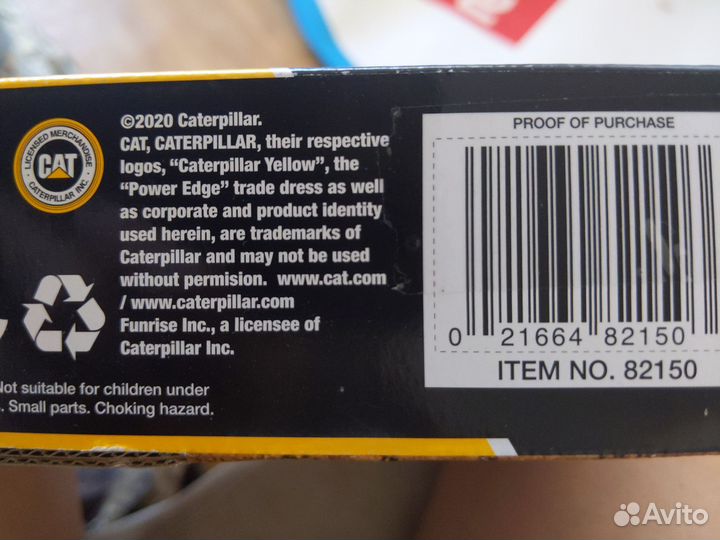 ©2020 Caterpillar.
CAT, CATERPILLAR, their respective
logos, “Caterpillar Yellow”, the
“Power Edge” trade dress as well
as corporate and product identity
used herein, are trademarks of
Caterpillar and may not be used
without permision. www.cat.com
/ www.caterpillar.com
Funrise Inc., a licensee of
Caterpillar Inc.
LICENSED MERCHANDISE
CAT
CATERPILLAR INC.
Not suitable for children under
. Small parts. Choking hazard.
PROOF OF PURCHASE
0 21664 82150
ITEM NO. 82150
Avito